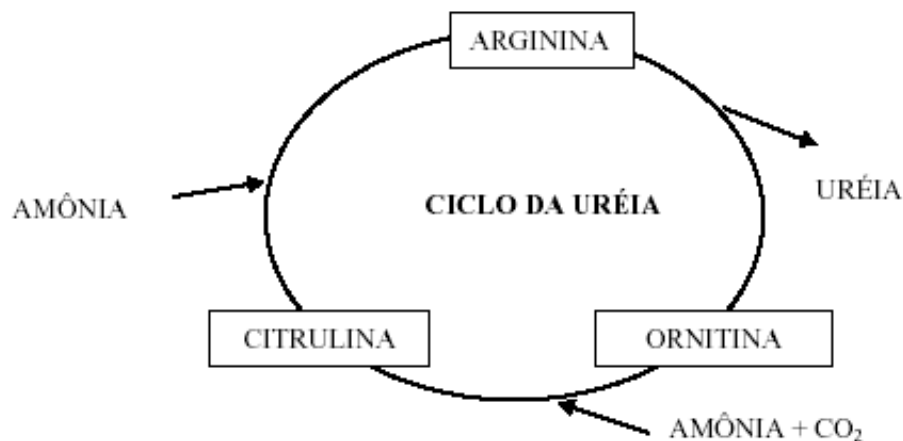 ARGININA
AMÔNIA
CICLO DA URÉIA
URÉIA
CITRULINA
ORNITINA
AMÔNIA + CO₂